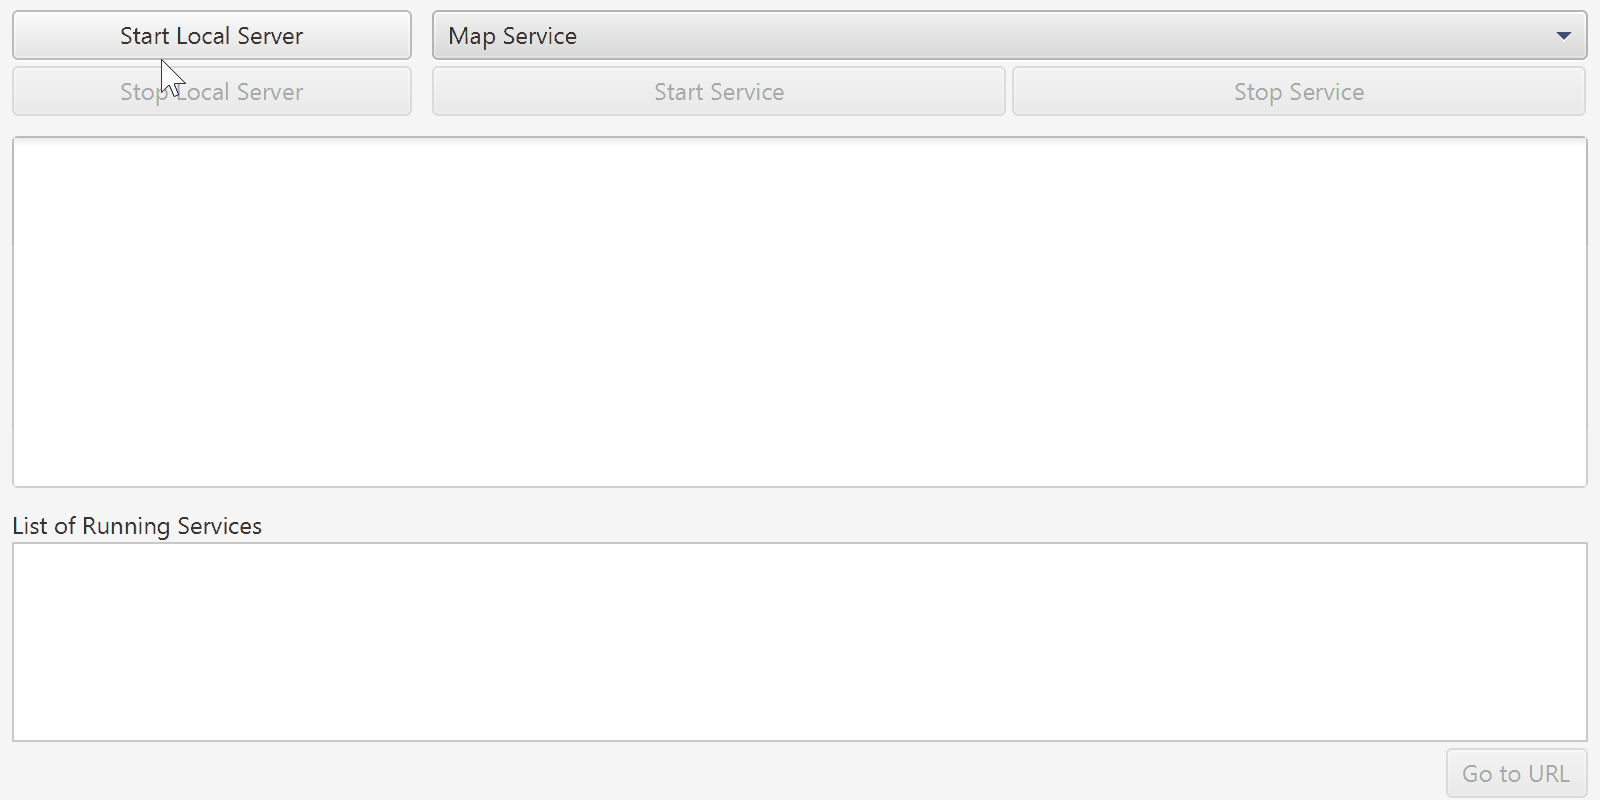 Start Local Server
Map Service
Stop Local Server
Start Service
Stop Service
List of Running Services
Go to URL